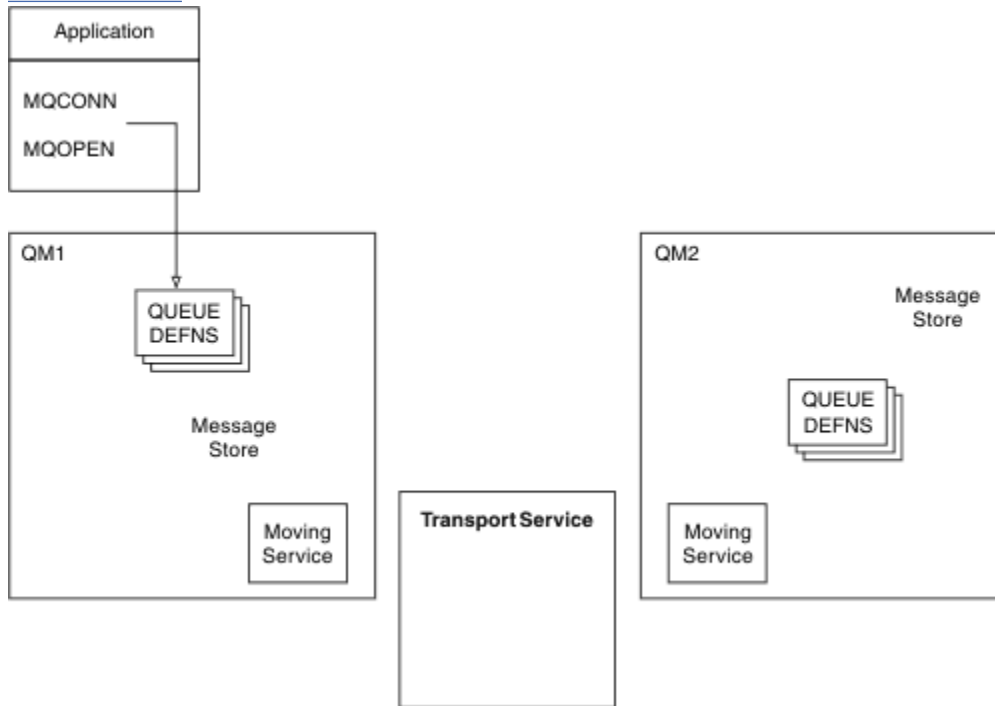 Application
MQCONN
MQOPEN
QM1
QUEUE
DEFNS
Message
Store
Moving
Service
Transport Service
QM2
Message
Store
QUEUE
DEFNS
Moving
Service